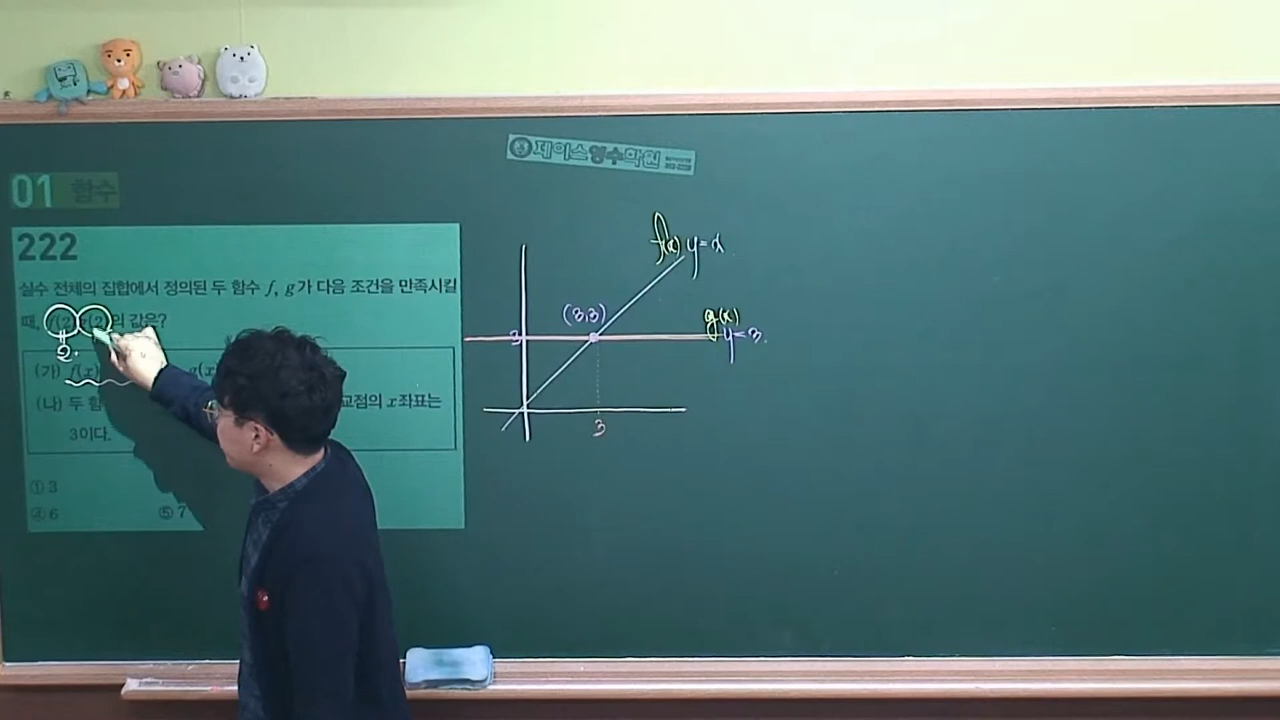 제이스영수학원
01 함수
222
실수 전체의 집합에서 정의된 두 함수 f, g가 다음 조건을 만족시킬
때, f(2) g(2)의 값은?
2.
(가) f(x) g(x
(나) 두 함 교점의 x좌표는
3이다.
① 3
④ 6 ⑤ 7
f(x) y=x
(3,3)
g(x)
3 y=3.
3